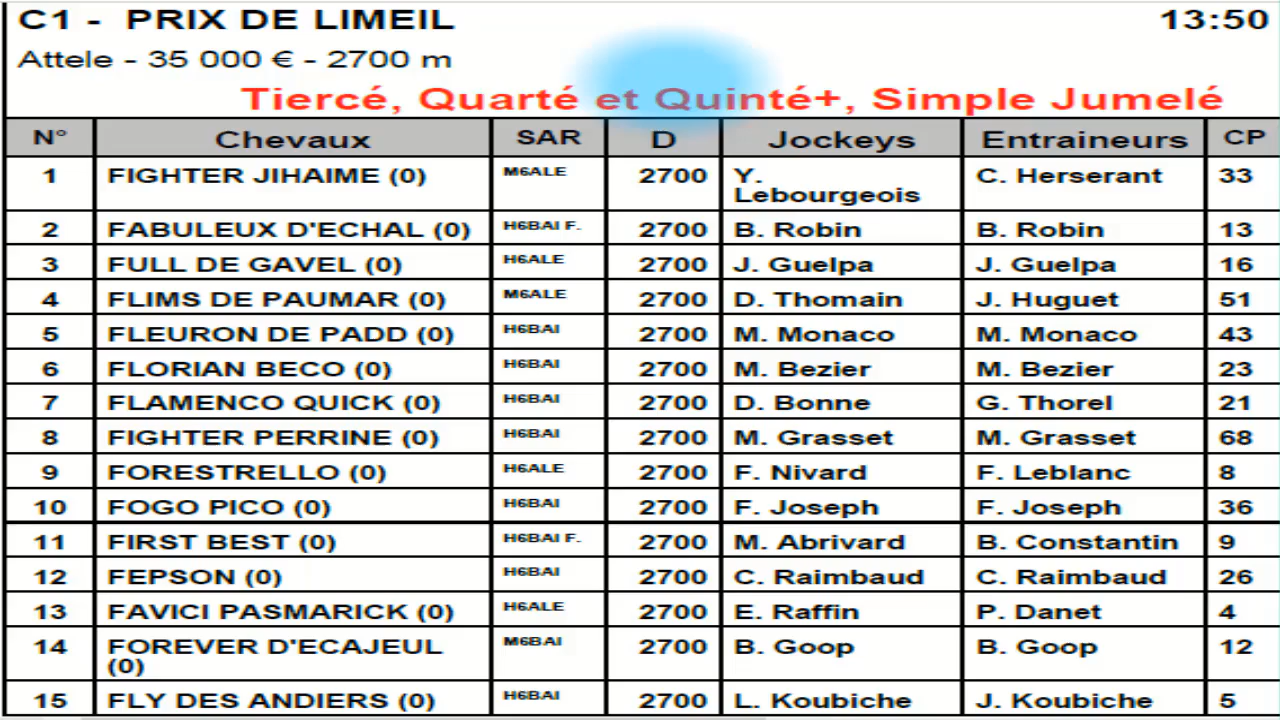 C1 - PRIX DE LIMEIL 13:50
Attele - 35 000 € - 2700 m
Tiercé, Quarté et Quinté+, Simple Jumelé
N° Chevaux SAR D Jockeys Entraineurs CP
1 FIGHTER JIHAIME (0) M6ALE 2700 Y. Lebourgeois C. Herserant 33
2 FABULEUX D'ECHAL (0) H6BAI F. 2700 B. Robin B. Robin 13
3 FULL DE GAVEL (0) H6ALE 2700 J. Guelpa J. Guelpa 16
4 FLIMS DE PAUMAR (0) M6ALE 2700 D. Thomain J. Huguet 51
5 FLEURON DE PADD (0) H6BAI 2700 M. Monaco M. Monaco 43
6 FLORIAN BECO (0) H6BAI 2700 M. Bezier M. Bezier 23
7 FLAMENCO QUICK (0) H6BAI 2700 D. Bonne G. Thorel 21
8 FIGHTER PERRINE (0) H6BAI 2700 M. Grasset M. Grasset 68
9 FORESTRELLO (0) H6ALE 2700 F. Nivard F. Leblanc 8
10 FOGO PICO (0) H6BAI 2700 F. Joseph F. Joseph 36
11 FIRST BEST (0) H6BAI F. 2700 M. Abrivard B. Constantin 9
12 FEPSON (0) H6BAI 2700 C. Raimbaud C. Raimbaud 26
13 FAVICI PASMARICK (0) H6ALE 2700 E. Raffin P. Danet 4
14 FOREVER D'ECAJEUL (0) M6BAI 2700 B. Goop B. Goop 12
15 FLY DES ANDIERS (0) H6BAI 2700 L. Koubiche J. Koubiche 5